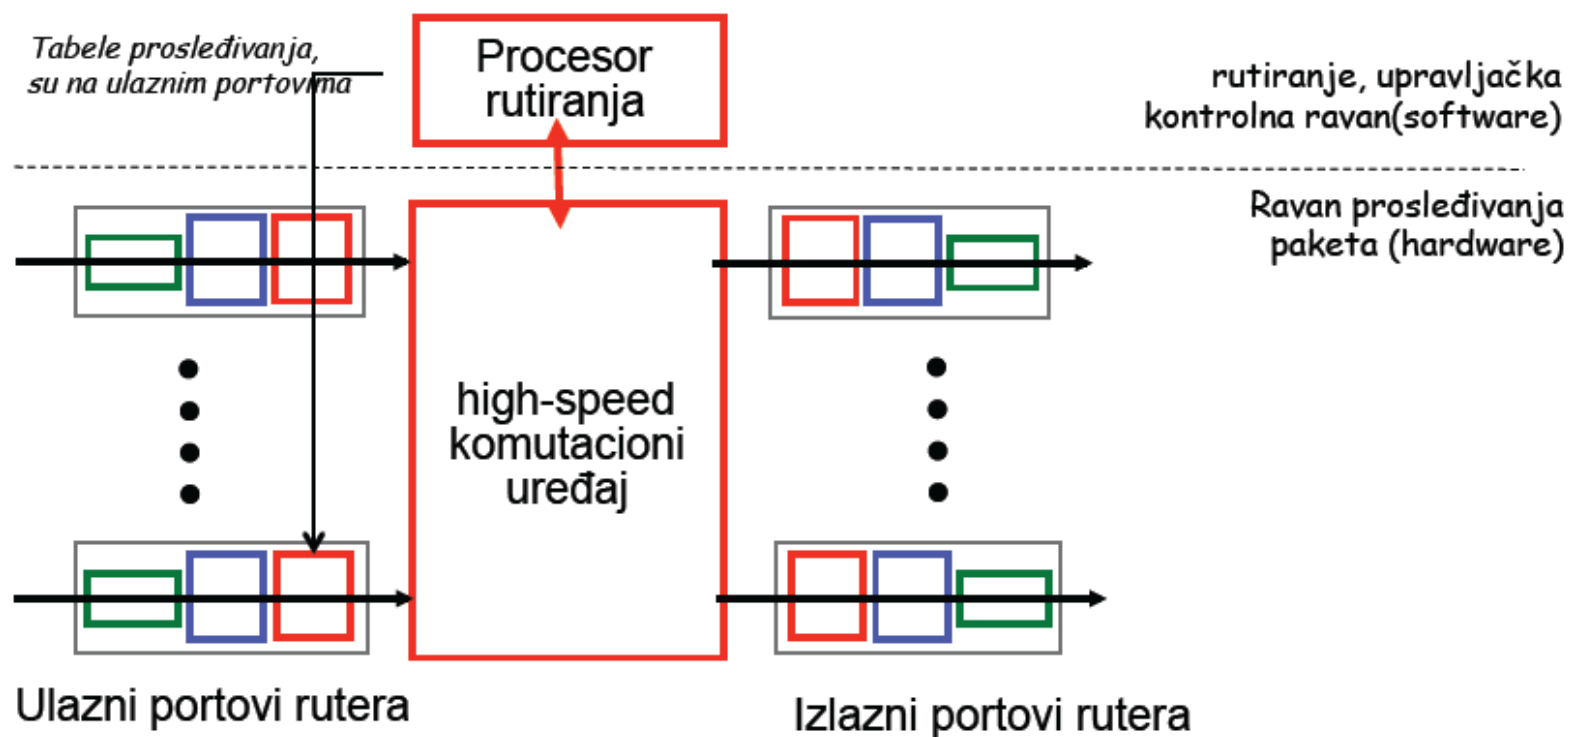 Tabele prosleđivanja,
su na ulaznim portovima
Procesor
rutiranja
rutiranje, upravljačka
kontrolna ravan(software)
Ravan prosleđivanja
paketa (hardware)
high-speed
komutacioni
uređaj
Ulazni portovi rutera
Izlazni portovi rutera